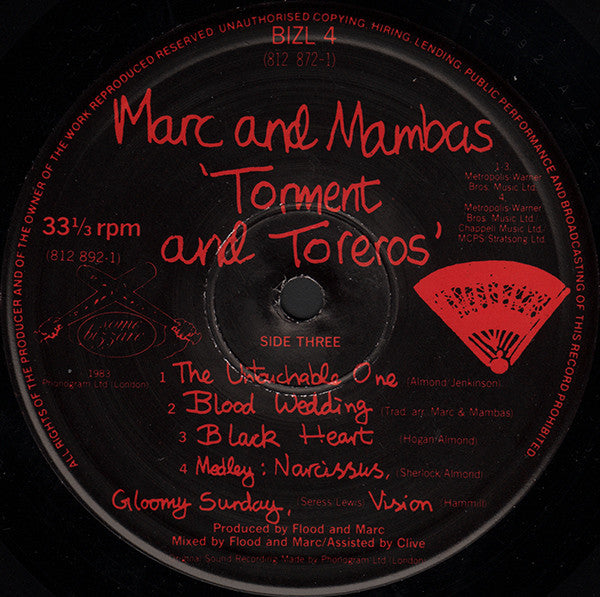 ALL RIGHTS OF THE PRODUCER AND OF THE OWNER OF THE WORK REPRODUCED RESERVED UNAUTHORISED COPYING, HIRING, LENDING, PUBLIC PERFORMANCE AND BROADCASTING OF THIS RECORD PROHIBITED.
BIZL 4
(812 872-1)
Marc and Mambas
'Torment
and Toreros'
1-3
Metropolis-Warner
Bros. Music Ltd.
4
Metropolis-Warner
Bros. Music Ltd./
Chappell Music Ltd/
MCPS-Stratsong Ltd.
33⅓ rpm
(812 892-1)
some
bizzare
1983
Phonogram Ltd (London)
SIDE THREE
1 The Untouchable One (Almond/Jenkinson)
2 Blood Wedding (Trad. arr. Marc & Mambas)
3 Black Heart (Hogan/Almond)
4 Medley: Narcissus, (Sherlock/Almond)
Gloomy Sunday, (Seress/Lewis) Vision (Hammill)
Produced by Flood and Marc
Mixed by Flood and Marc/Assisted by Clive
Original Sound Recording Made by Phonogram Ltd (London)